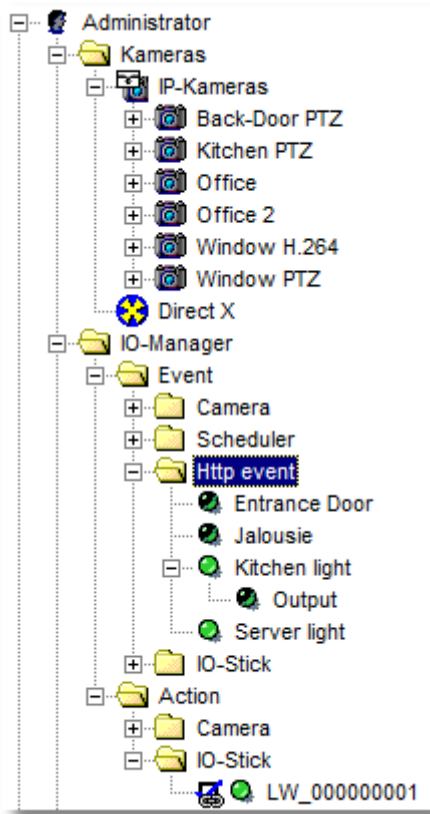 Administrator
Kameras
IP-Kameras
Back-Door PTZ
Kitchen PTZ
Office
Office 2
Window H.264
Window PTZ
Direct X
IO-Manager
Event
Camera
Scheduler
Http event
Entrance Door
Jalousie
Kitchen light
Output
Server light
IO-Stick
Action
Camera
IO-Stick
LW_000000001